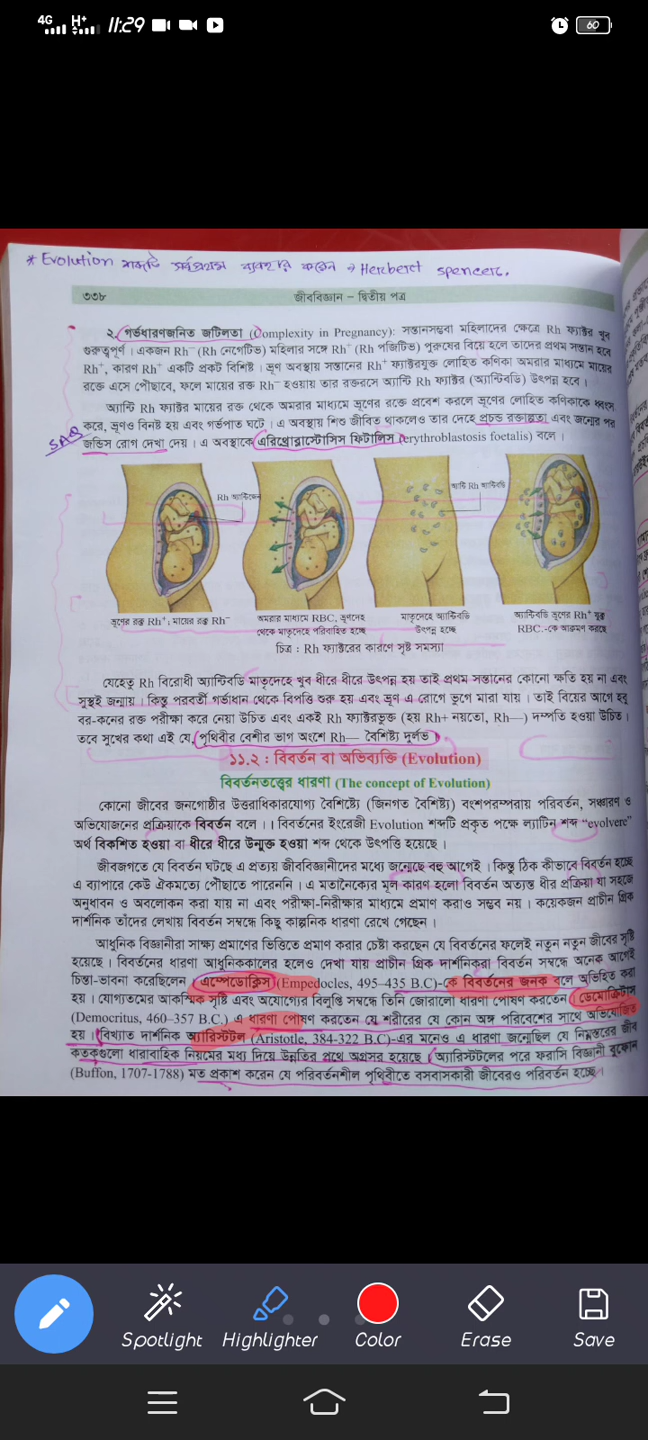 4G H+ 11:29 60
* Evolution শব্দটি সর্বপ্রথম ব্যবহার করেন → Herbert spencer.
৩৩৮ জীববিজ্ঞান – দ্বিতীয় পত্র
২. গর্ভধারণজনিত জটিলতা (Complexity in Pregnancy): সন্তানসম্ভবা মহিলাদের ক্ষেত্রে Rh ফ্যাক্টর খুব
গুরুত্বপূর্ণ। একজন Rh⁻ (Rh নেগেটিভ) মহিলার সঙ্গে Rh⁺ (Rh পজিটিভ) পুরুষের বিয়ে হলে তাদের প্রথম সন্তান হবে
Rh⁺, কারণ Rh⁺ একটি প্রকট বিশিষ্ট। ভ্রূণ অবস্থায় সন্তানের Rh⁺ ফ্যাক্টরযুক্ত লোহিত কণিকা অমরার মাধ্যমে মায়ের
রক্তে এসে পৌছাবে, ফলে মায়ের রক্ত Rh⁻ হওয়ায় তার রক্তরসে অ্যান্টি Rh ফ্যাক্টর (অ্যান্টিবডি) উৎপন্ন হবে।
অ্যান্টি Rh ফ্যাক্টর মায়ের রক্ত থেকে অমরার মাধ্যমে ভ্রূণের রক্তে প্রবেশ করলে ভ্রূণের লোহিত কণিকাকে ধ্বংস
করে, ভ্রূণও বিনষ্ট হয় এবং গর্ভপাত ঘটে। এ অবস্থায় শিশু জীবিত থাকলেও তার দেহে প্রচন্ড রক্তাল্পতা এবং জন্মের পর
SAQ জন্ডিস রোগ দেখা দেয়। এ অবস্থাকে এরিথ্রোব্লাস্টোসিস ফিটালিস (erythroblastosis foetalis) বলে।
Rh অ্যান্টিজেন
অ্যান্টি Rh অ্যান্টিবডি
ভ্রূণের রক্ত Rh⁺; মায়ের রক্ত Rh⁻
অমরার মাধ্যমে RBC, ভ্রূণদেহ
থেকে মাতৃদেহে পরিবাহিত হচ্ছে
মাতৃদেহে অ্যান্টিবডি
উৎপন্ন হচ্ছে
অ্যান্টিবডি ভ্রূণের Rh⁺ যুক্ত
RBC.-কে আক্রমণ করছে
চিত্র : Rh ফ্যাক্টরের কারণে সৃষ্ট সমস্যা
যেহেতু Rh বিরোধী অ্যান্টিবডি মাতৃদেহে খুব ধীরে ধীরে উৎপন্ন হয় তাই প্রথম সন্তানের কোনো ক্ষতি হয় না এবং
সুস্থই জন্মায়। কিন্তু পরবর্তী গর্ভাধান থেকে বিপত্তি শুরু হয় এবং ভ্রূণ এ রোগে ভুগে মারা যায়। তাই বিয়ের আগে হবু
বর-কনের রক্ত পরীক্ষা করে নেয়া উচিত এবং একই Rh ফ্যাক্টরভুক্ত (হয় Rh+ নয়তো, Rh—) দম্পতি হওয়া উচিত।
তবে সুখের কথা এই যে, পৃথিবীর বেশীর ভাগ অংশে Rh— বৈশিষ্ট্য দুর্লভ।
১১.২ : বিবর্তন বা অভিব্যক্তি (Evolution)
বিবর্তনতত্ত্বের ধারণা (The concept of Evolution)
কোনো জীবের জনগোষ্ঠীর উত্তরাধিকারযোগ্য বৈশিষ্ট্যে (জিনগত বৈশিষ্ট্য) বংশপরম্পরায় পরিবর্তন, সঞ্চারণ ও
অভিযোজনের প্রক্রিয়াকে বিবর্তন বলে।। বিবর্তনের ইংরেজী Evolution শব্দটি প্রকৃত পক্ষে ল্যাটিন শব্দ “evolvere”
অর্থ বিকশিত হওয়া বা ধীরে ধীরে উন্মুক্ত হওয়া শব্দ থেকে উৎপত্তি হয়েছে।
জীবজগতে যে বিবর্তন ঘটছে এ প্রত্যয় জীববিজ্ঞানীদের মধ্যে জন্মেছে বহু আগেই। কিন্তু ঠিক কীভাবে বিবর্তন হচ্ছে
এ ব্যাপারে কেউ ঐকমত্যে পৌছাতে পারেননি। এ মতানৈক্যের মূল কারণ হলো বিবর্তন অত্যন্ত ধীর প্রক্রিয়া যা সহজে
অনুধাবন ও অবলোকন করা যায় না এবং পরীক্ষা-নিরীক্ষার মাধ্যমে প্রমাণ করাও সম্ভব নয়। কয়েকজন প্রাচীন গ্রিক
দার্শনিক তাঁদের লেখায় বিবর্তন সম্বন্ধে কিছু কাল্পনিক ধারণা রেখে গেছেন।
আধুনিক বিজ্ঞানীরা সাক্ষ্য প্রমাণের ভিত্তিতে প্রমাণ করার চেষ্টা করছেন যে বিবর্তনের ফলেই নতুন নতুন জীবের সৃষ্টি
হয়েছে। বিবর্তনের ধারণা আধুনিককালের হলেও দেখা যায় প্রাচীন গ্রিক দার্শনিকরা বিবর্তন সম্বন্ধে অনেক আগেই
চিন্তা-ভাবনা করেছিলেন এম্পেডোক্লিস (Empedocles, 495–435 B.C)-কে বিবর্তনের জনক বলে অভিহিত করা
হয়। যোগ্যতমের আকস্মিক সৃষ্টি এবং অযোগ্যের বিলুপ্তি সম্বন্ধে তিনি জোরালো ধারণা পোষণ করতেন ডেমোক্রিটাস
(Democritus, 460–357 B.C.) এ ধারণা পোষণ করতেন যে শরীরের যে কোন অঙ্গ পরিবেশের সাথে অভিযোজিত
হয়। বিখ্যাত দার্শনিক অ্যারিস্টটল (Aristotle, 384-322 B.C)-এর মনেও এ ধারণা জন্মেছিল যে নিম্নস্তরের জীব
কতকগুলো ধারাবাহিক নিয়মের মধ্য দিয়ে উন্নতির পথে অগ্রসর হয়েছে। অ্যারিস্টটলের পরে ফরাসি বিজ্ঞানী বুফোন
(Buffon, 1707-1788) মত প্রকাশ করেন যে পরিবর্তনশীল পৃথিবীতে বসবাসকারী জীবেরও পরিবর্তন হচ্ছে।
Spotlight Highlighter Color Erase Save